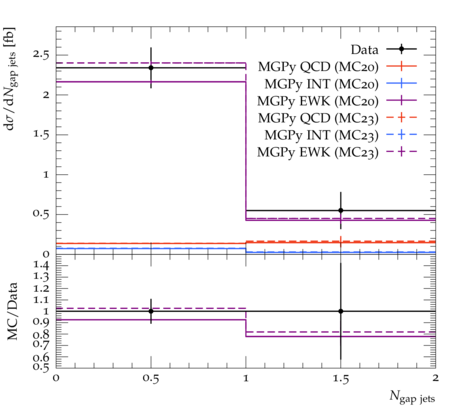 dσ/dN_gap jets [fb]
2.5
2
1.5
1
0.5
0
Data
MGPy QCD (MC20)
MGPy INT (MC20)
MGPy EWK (MC20)
MGPy QCD (MC23)
MGPy INT (MC23)
MGPy EWK (MC23)
MC/Data
1.4
1.3
1.2
1.1
1
0.9
0.8
0.7
0.6
0.5
0 0.5 1 1.5 2
N_gap jets